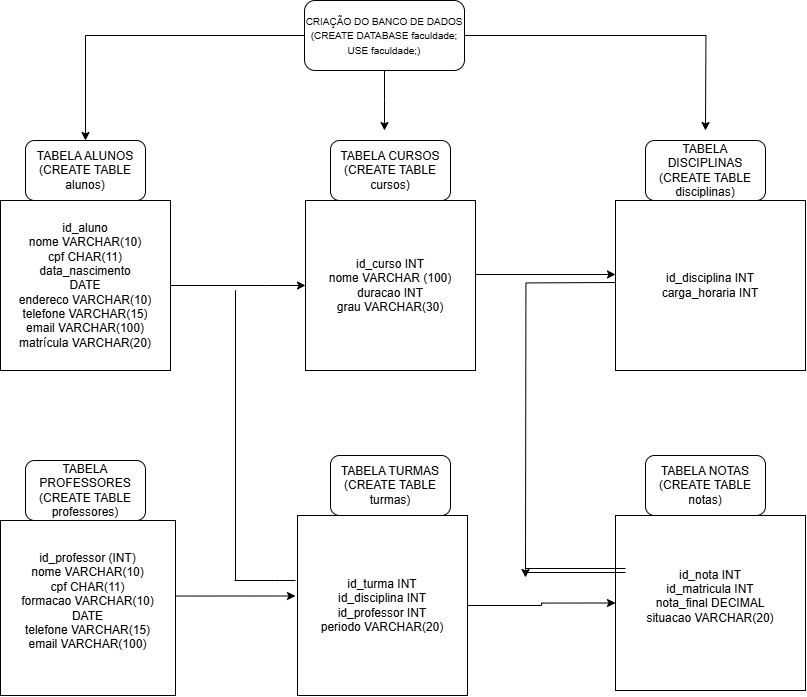 CRIAÇÃO DO BANCO DE DADOS
(CREATE DATABASE faculdade;
USE faculdade;)
TABELA ALUNOS
(CREATE TABLE
alunos)
TABELA CURSOS
(CREATE TABLE
cursos)
TABELA
DISCIPLINAS
(CREATE TABLE
disciplinas)
id_aluno
nome VARCHAR(10)
cpf CHAR(11)
data_nascimento
DATE
endereco VARCHAR(10)
telefone VARCHAR(15)
email VARCHAR(100)
matrícula VARCHAR(20)
id_curso INT
nome VARCHAR (100)
duracao INT
grau VARCHAR(30)
id_disciplina INT
carga_horaria INT
TABELA
PROFESSORES
(CREATE TABLE
professores)
TABELA TURMAS
(CREATE TABLE
turmas)
TABELA NOTAS
(CREATE TABLE
notas)
id_professor (INT)
nome VARCHAR(10)
cpf CHAR(11)
formacao VARCHAR(10)
DATE
telefone VARCHAR(15)
email VARCHAR(100)
id_turma INT
id_disciplina INT
id_professor INT
periodo VARCHAR(20)
id_nota INT
id_matricula INT
nota_final DECIMAL
situacao VARCHAR(20)